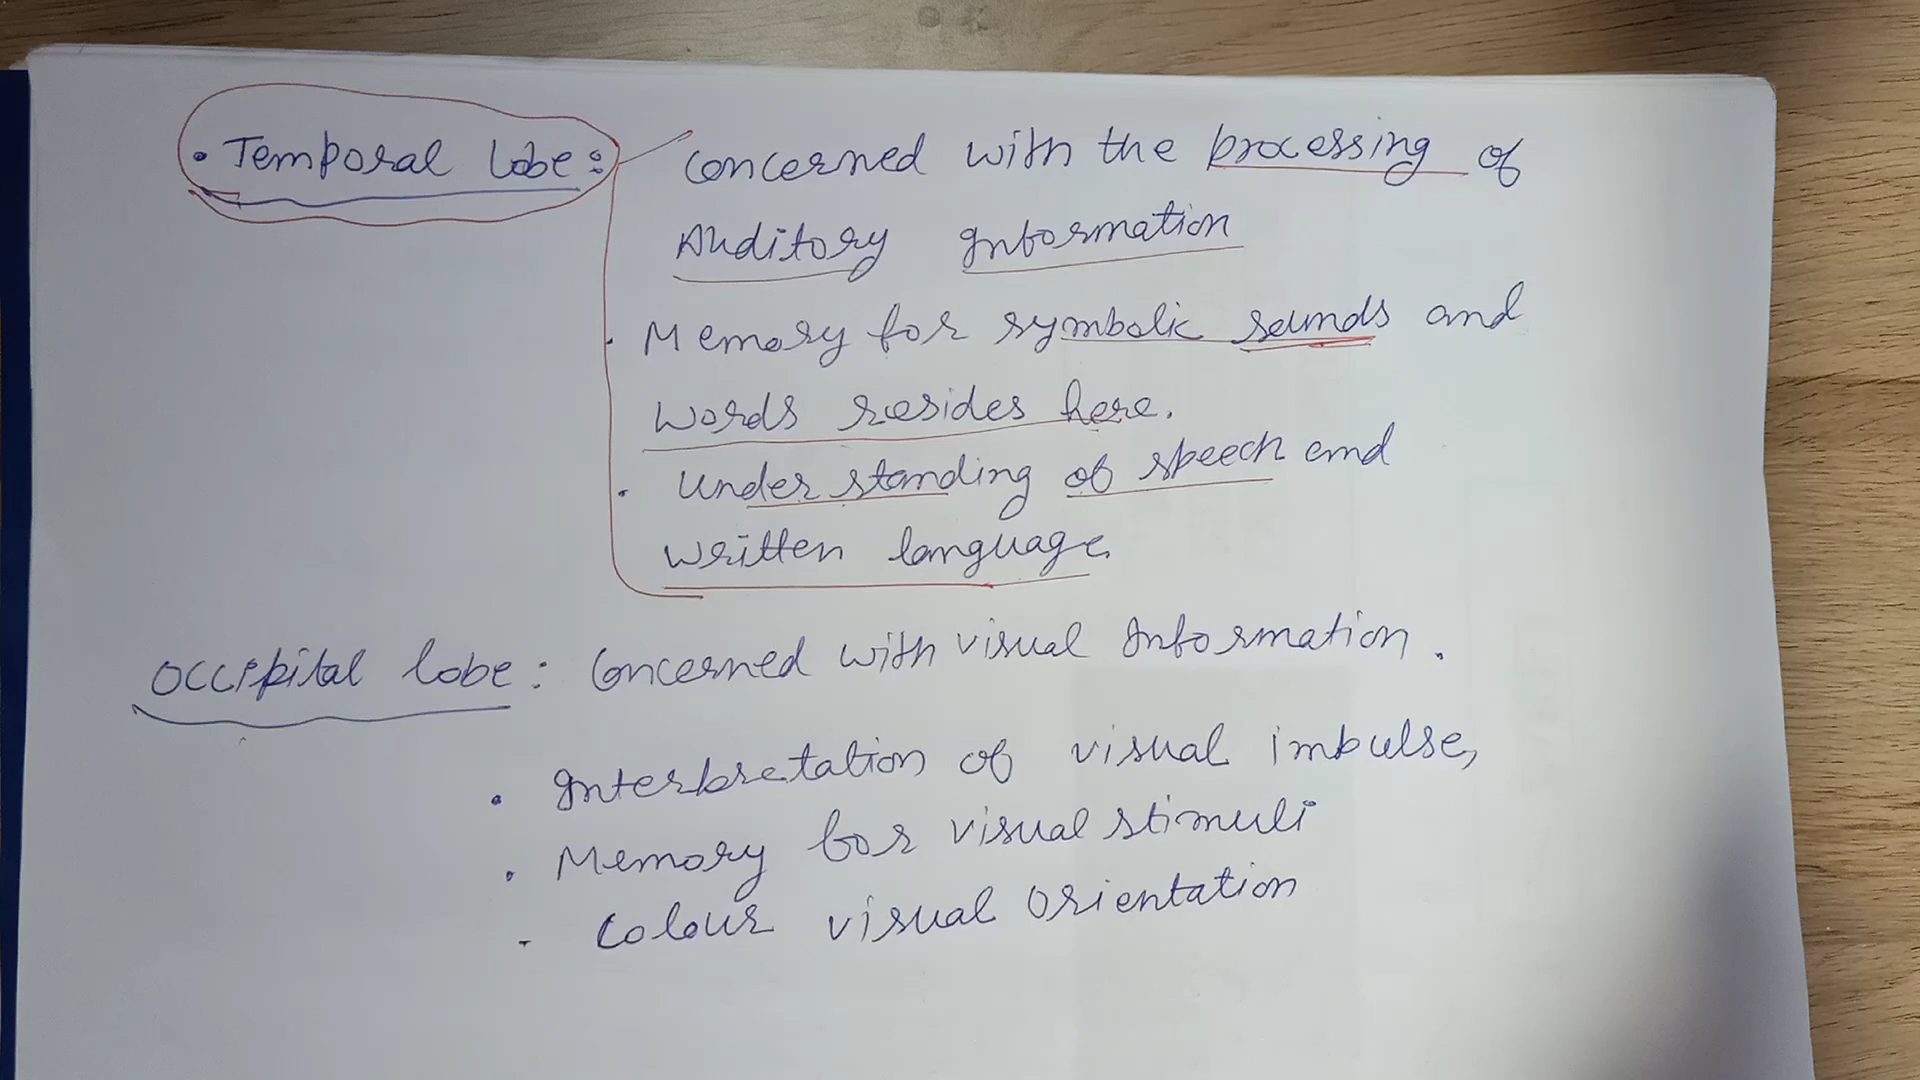 • Temporal lobe: Concerned with the processing of
Auditory Information
• Memory for symbolic sounds and
words resides here.
• Understanding of speech and
written language.
Occipital lobe: Concerned with visual Information.
• Interpretation of visual impulse,
• Memory for visual stimuli
- Colour visual orientation